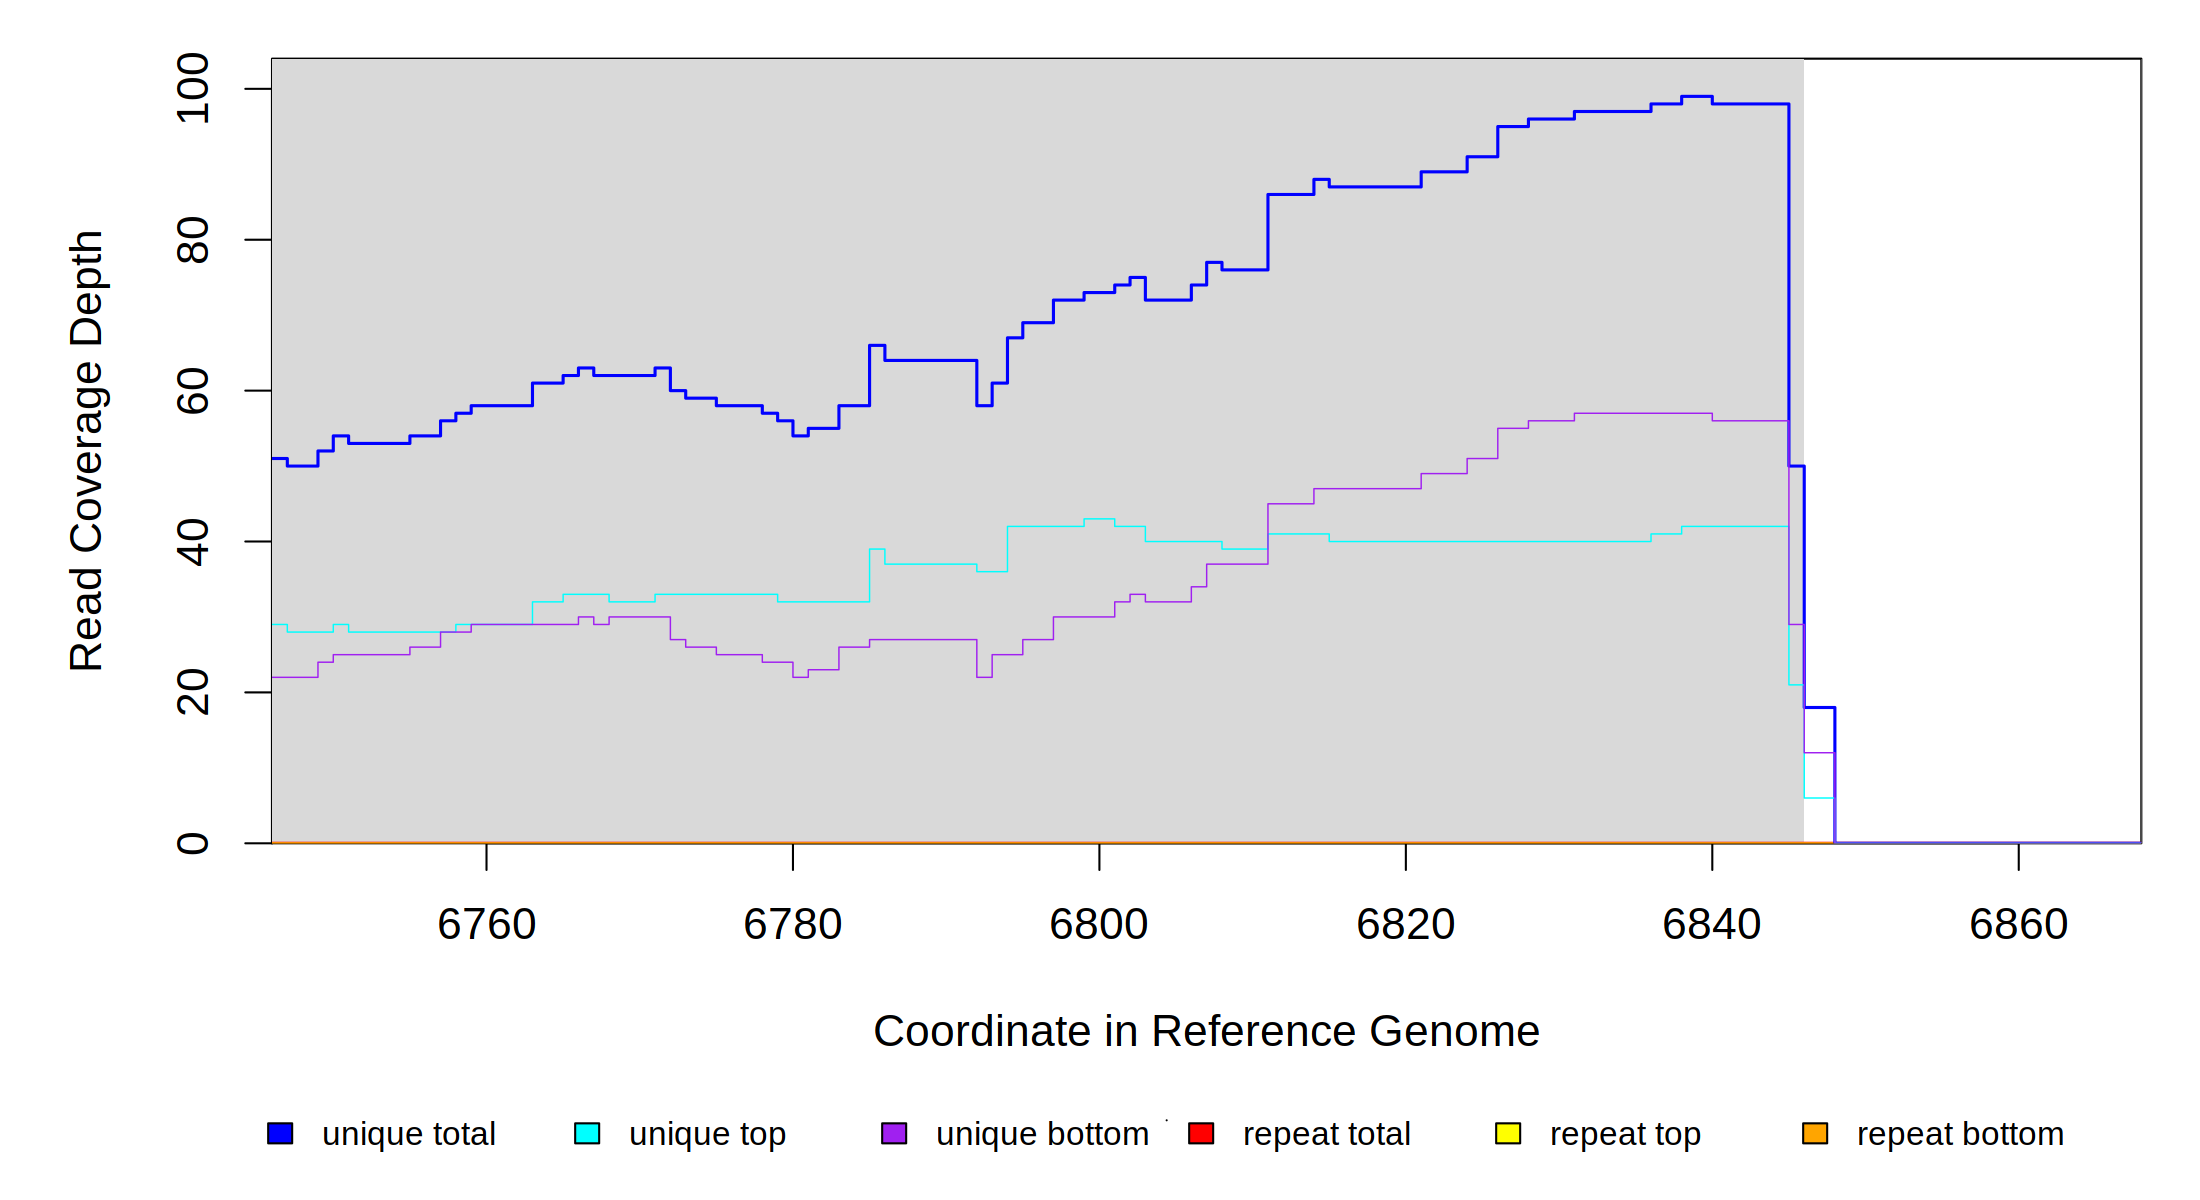 Read Coverage Depth
100
80
60
40
20
0
6760 6780 6800 6820 6840 6860
Coordinate in Reference Genome
unique total unique top unique bottom repeat total repeat top repeat bottom